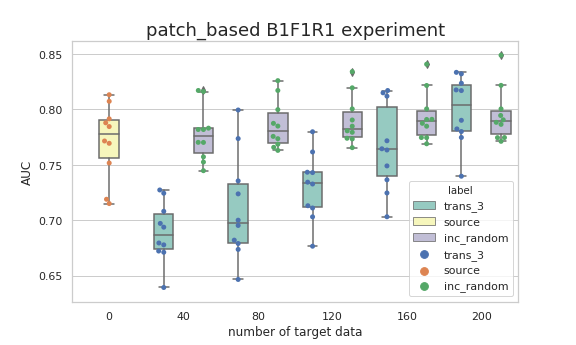 patch_based B1F1R1 experiment
0.85
0.80
0.75
0.70
0.65
AUC
0 40 80 120 160 200
number of target data
label
trans_3
source
inc_random
trans_3
source
inc_random